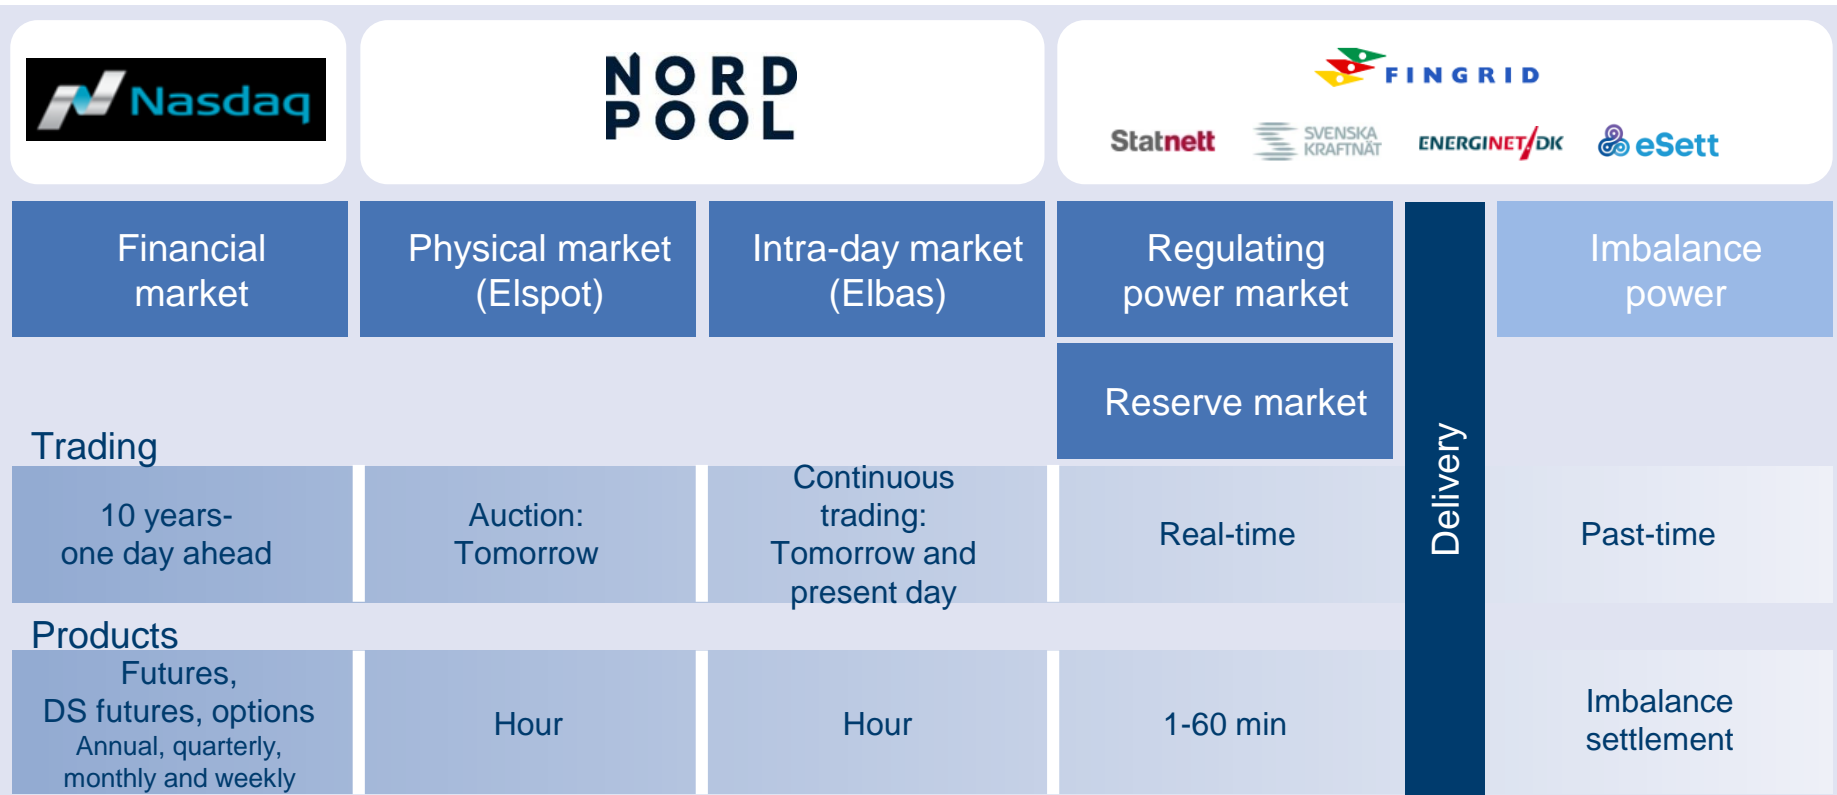 Nasdaq
NORD
POOL
FINGRID
Statnett
SVENSKA
KRAFTNÄT
ENERGINET/DK
eSett
Financial
market
Physical market
(Elspot)
Intra-day market
(Elbas)
Regulating
power market
Imbalance
power
Reserve market
Delivery
Trading
10 years-
one day ahead
Auction:
Tomorrow
Continuous
trading:
Tomorrow and
present day
Real-time
Past-time
Products
Futures,
DS futures, options
Annual, quarterly,
monthly and weekly
Hour
Hour
1-60 min
Imbalance
settlement